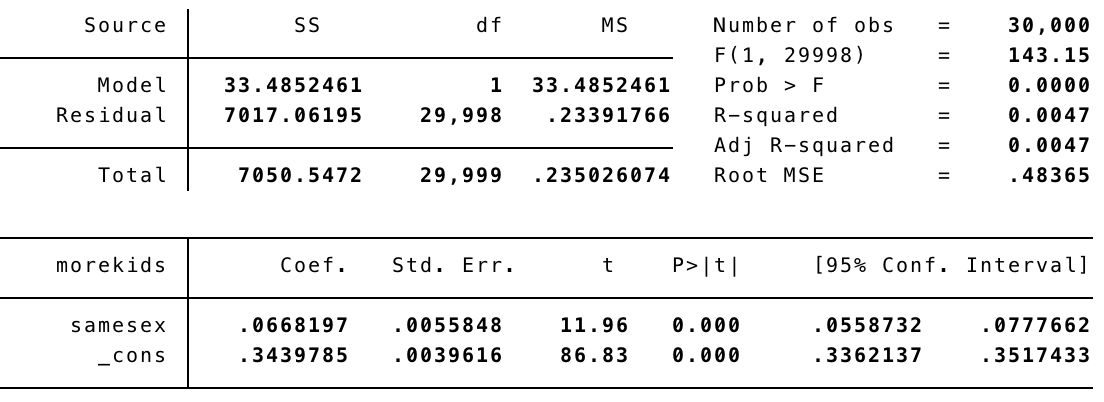 Source SS df MS Number of obs = 30,000
F(1, 29998) = 143.15
Model 33.4852461 1 33.4852461 Prob > F = 0.0000
Residual 7017.06195 29,998 .23391766 R-squared = 0.0047
Adj R-squared = 0.0047
Total 7050.5472 29,999 .235026074 Root MSE = .48365
morekids Coef. Std. Err. t P>|t| [95% Conf. Interval]
samesex .0668197 .0055848 11.96 0.000 .0558732 .0777662
_cons .3439785 .0039616 86.83 0.000 .3362137 .3517433